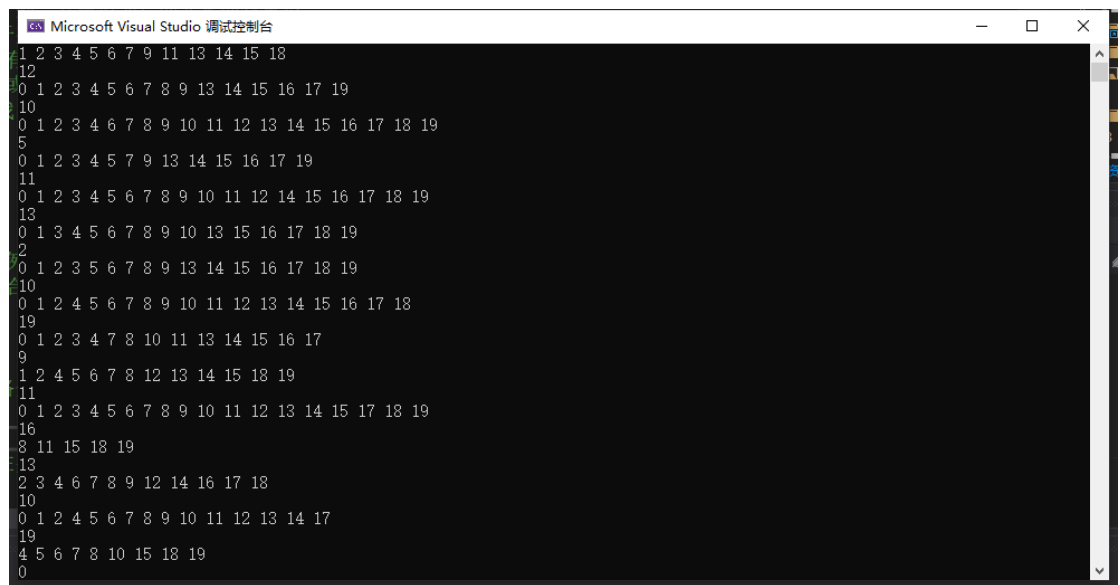 Microsoft Visual Studio 调试控制台
1 2 3 4 5 6 7 9 11 13 14 15 18
12
0 1 2 3 4 5 6 7 8 9 13 14 15 16 17 19
10
0 1 2 3 4 6 7 8 9 10 11 12 13 14 15 16 17 18 19
5
0 1 2 3 4 5 7 9 13 14 15 16 17 19
11
0 1 2 3 4 5 6 7 8 9 10 11 12 14 15 16 17 18 19
13
0 1 3 4 5 6 7 8 9 10 13 15 16 17 18 19
2
0 1 2 3 5 6 7 8 9 13 14 15 16 17 18 19
10
0 1 2 4 5 6 7 8 9 10 11 12 13 14 15 16 17 18
19
0 1 2 3 4 7 8 10 11 13 14 15 16 17
9
1 2 4 5 6 7 8 12 13 14 15 18 19
11
0 1 2 3 4 5 6 7 8 9 10 11 12 13 14 15 17 18 19
16
8 11 15 18 19
13
2 3 4 6 7 8 9 12 14 16 17 18
10
0 1 2 4 5 6 7 8 9 10 11 12 13 14 17
19
4 5 6 7 8 10 15 18 19
0